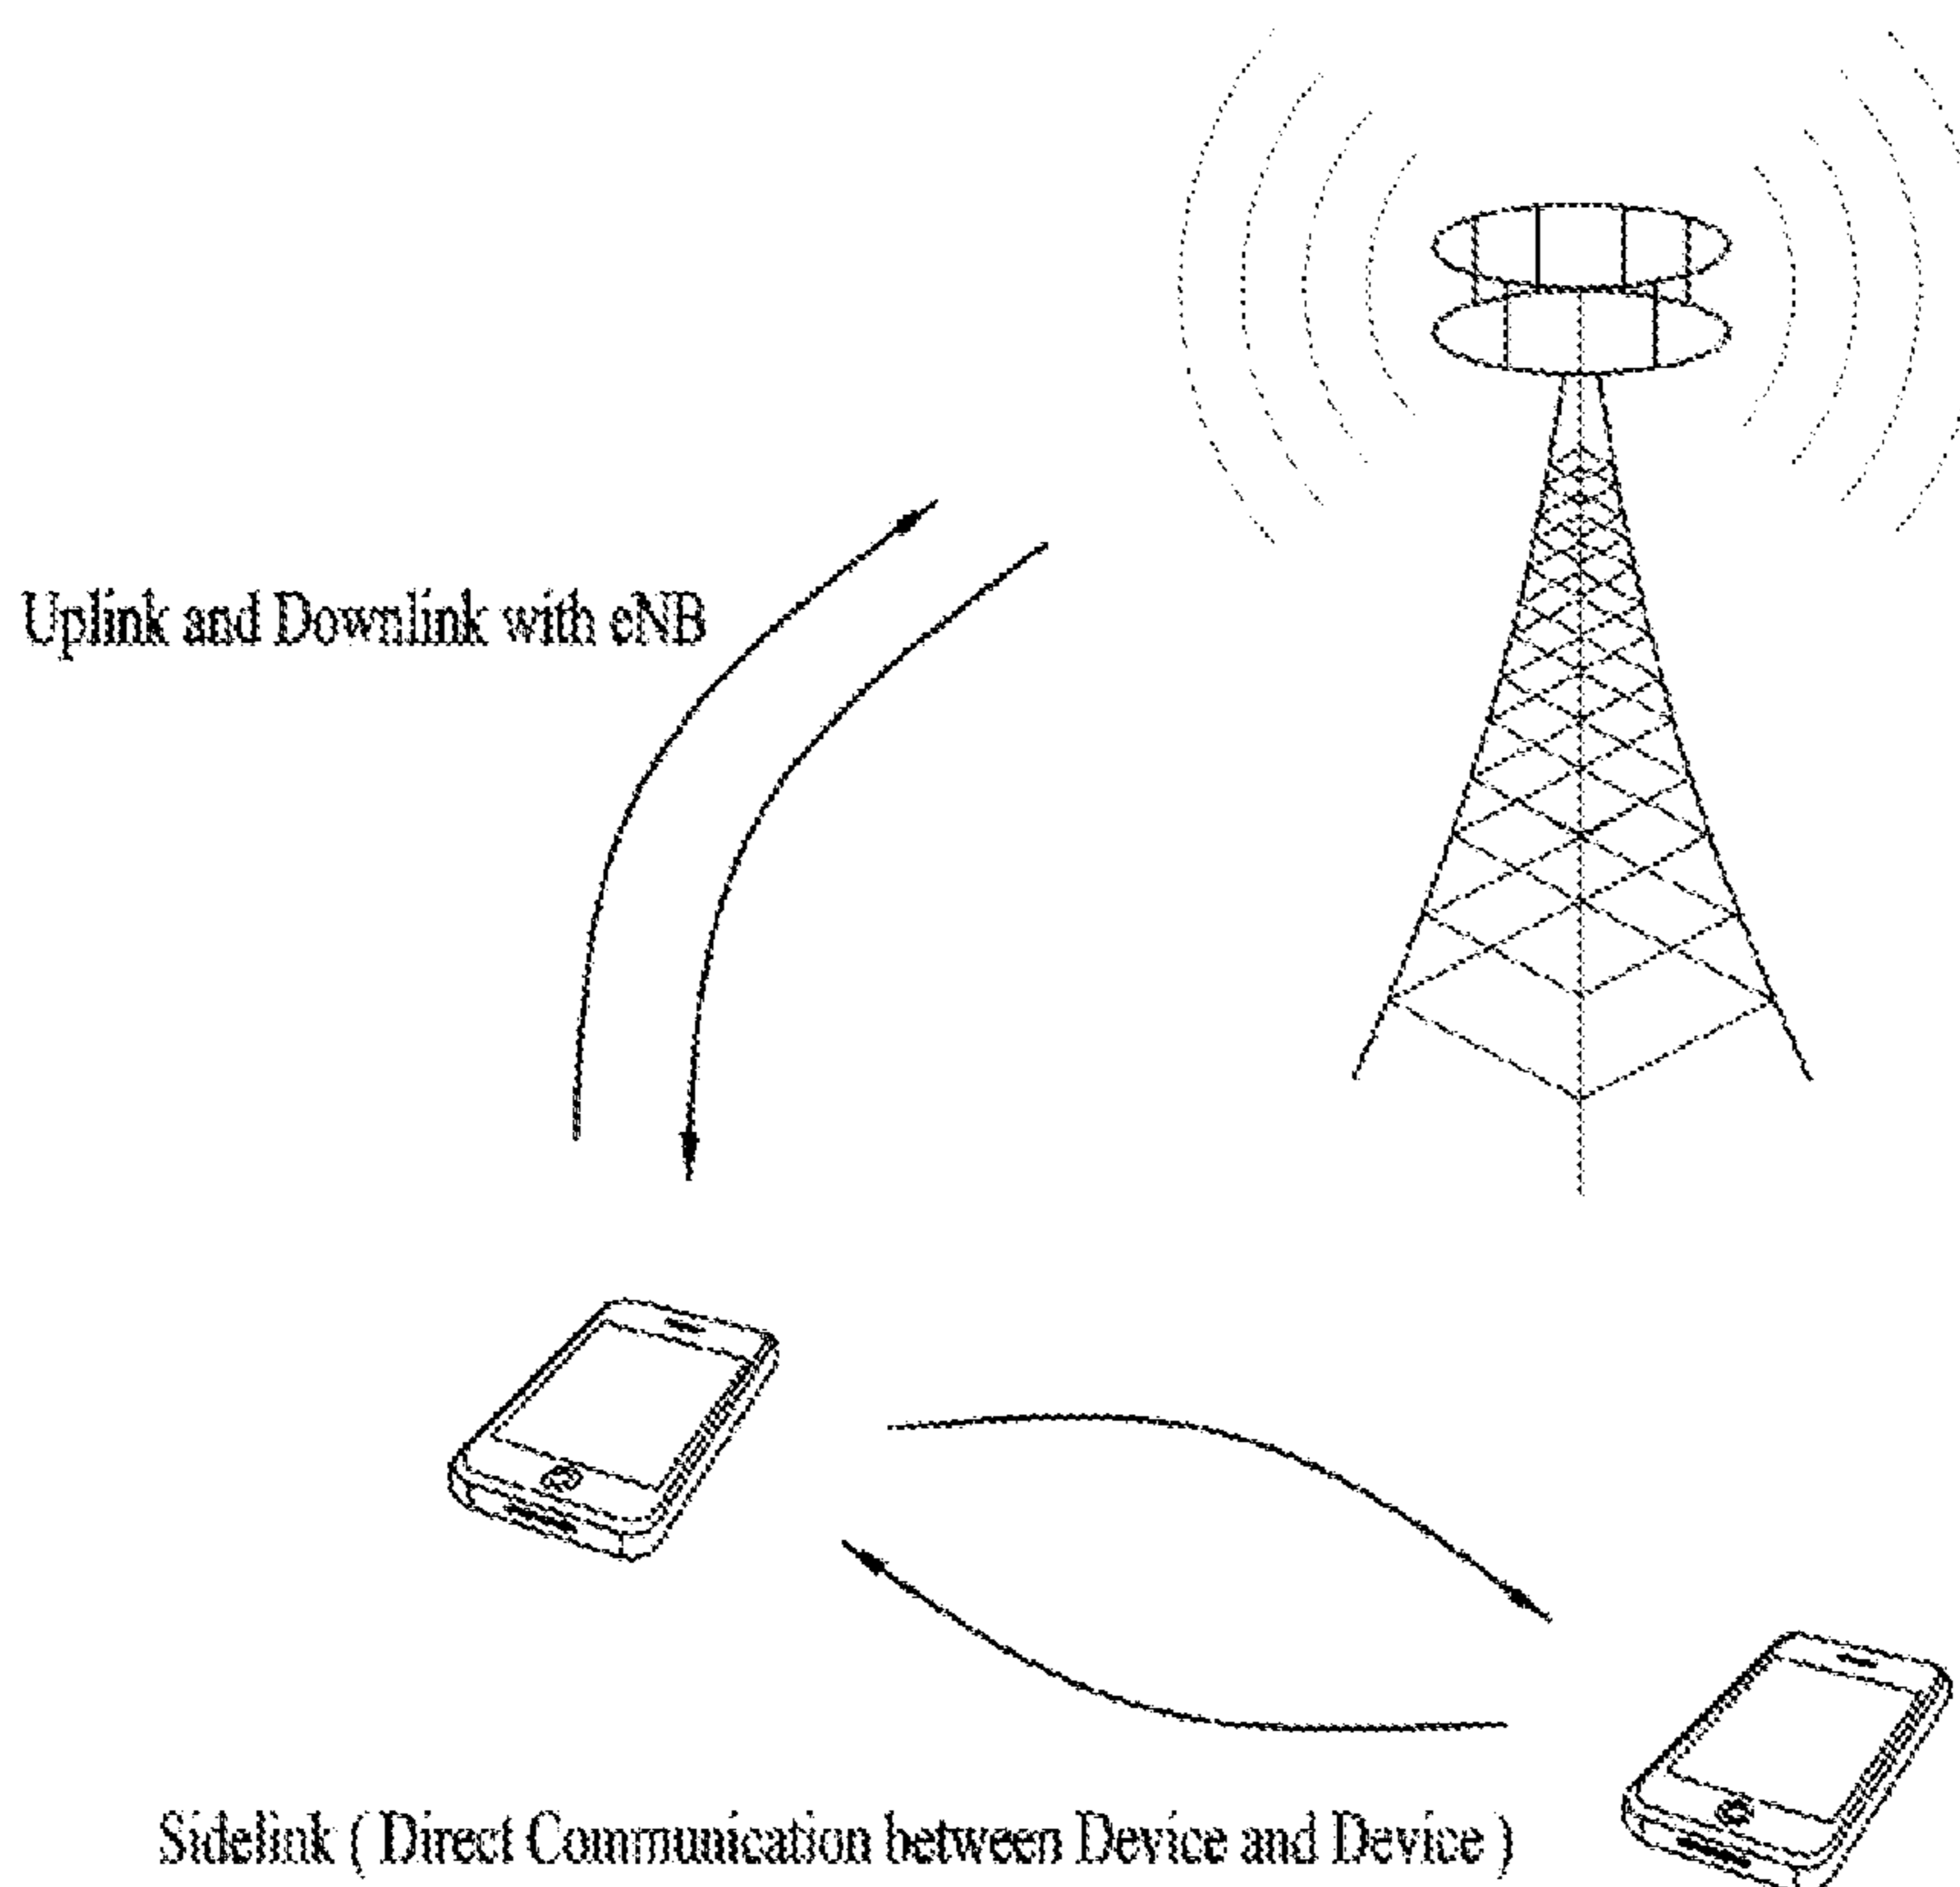 Uplink and Downlink with eNB
Sidelink ( Direct Communication between Device and Device )